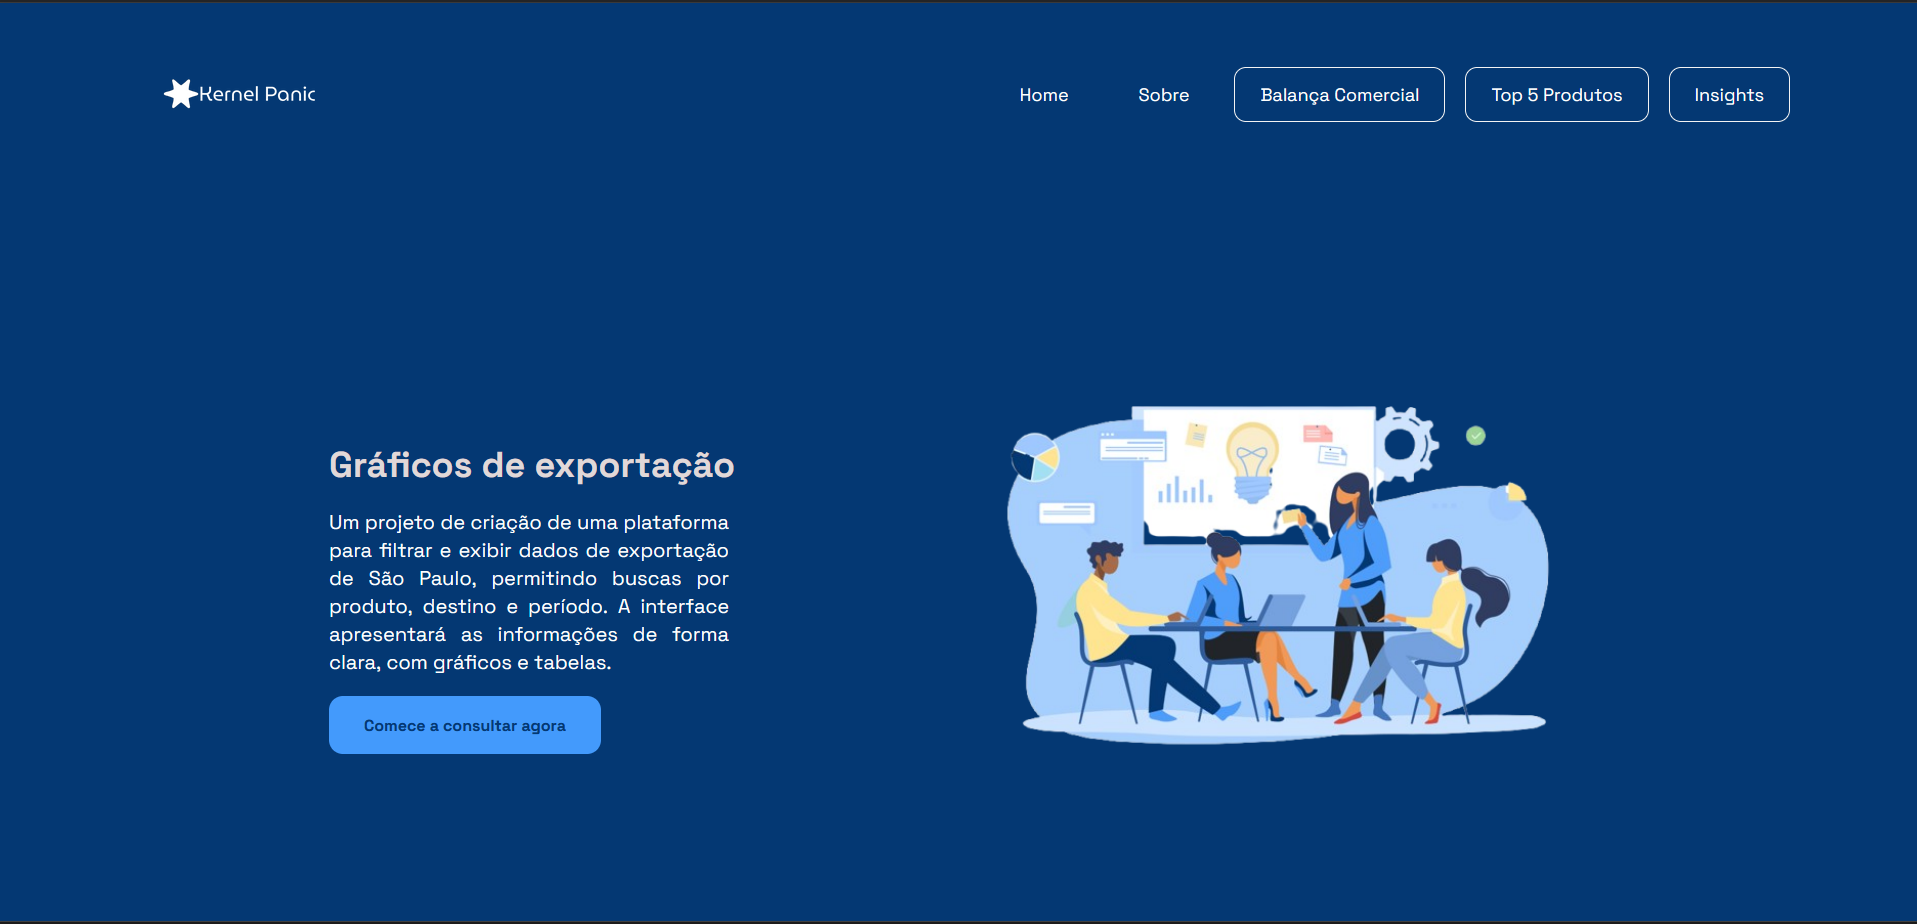 Kernel Panic
Home
Sobre
Balança Comercial
Top 5 Produtos
Insights
Gráficos de exportação
Um projeto de criação de uma plataforma
para filtrar e exibir dados de exportação
de São Paulo, permitindo buscas por
produto, destino e período. A interface
apresentará as informações de forma
clara, com gráficos e tabelas.
Comece a consultar agora